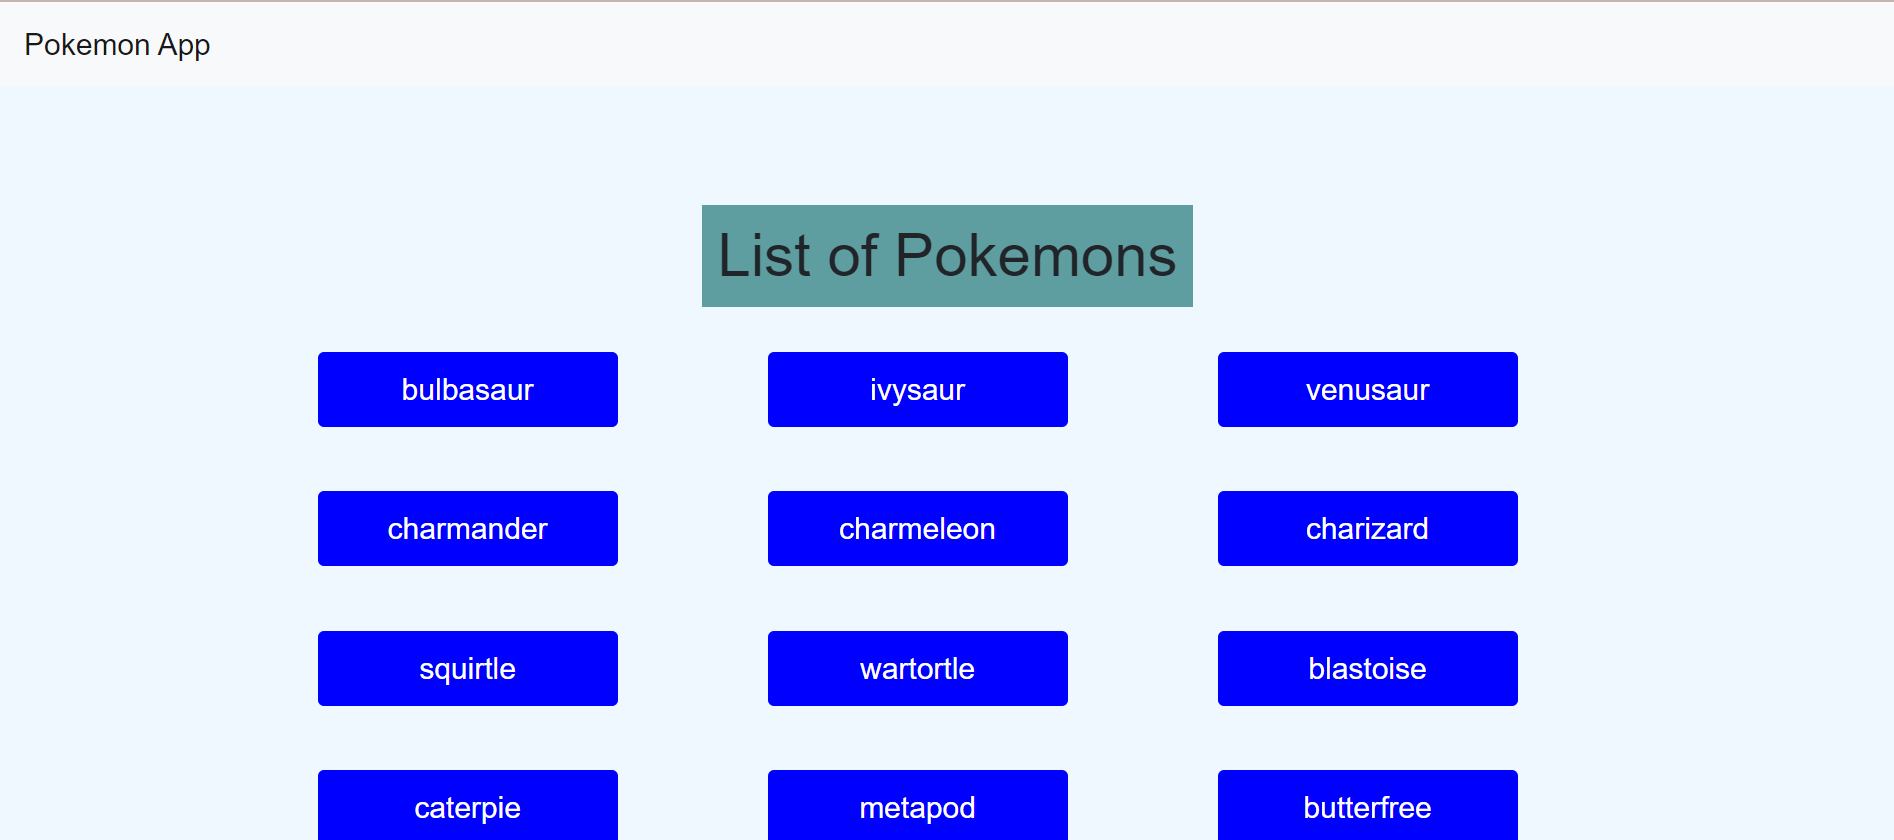 Pokemon App
List of Pokemons
bulbasaur ivysaur venusaur
charmander charmeleon charizard
squirtle wartortle blastoise
caterpie metapod butterfree